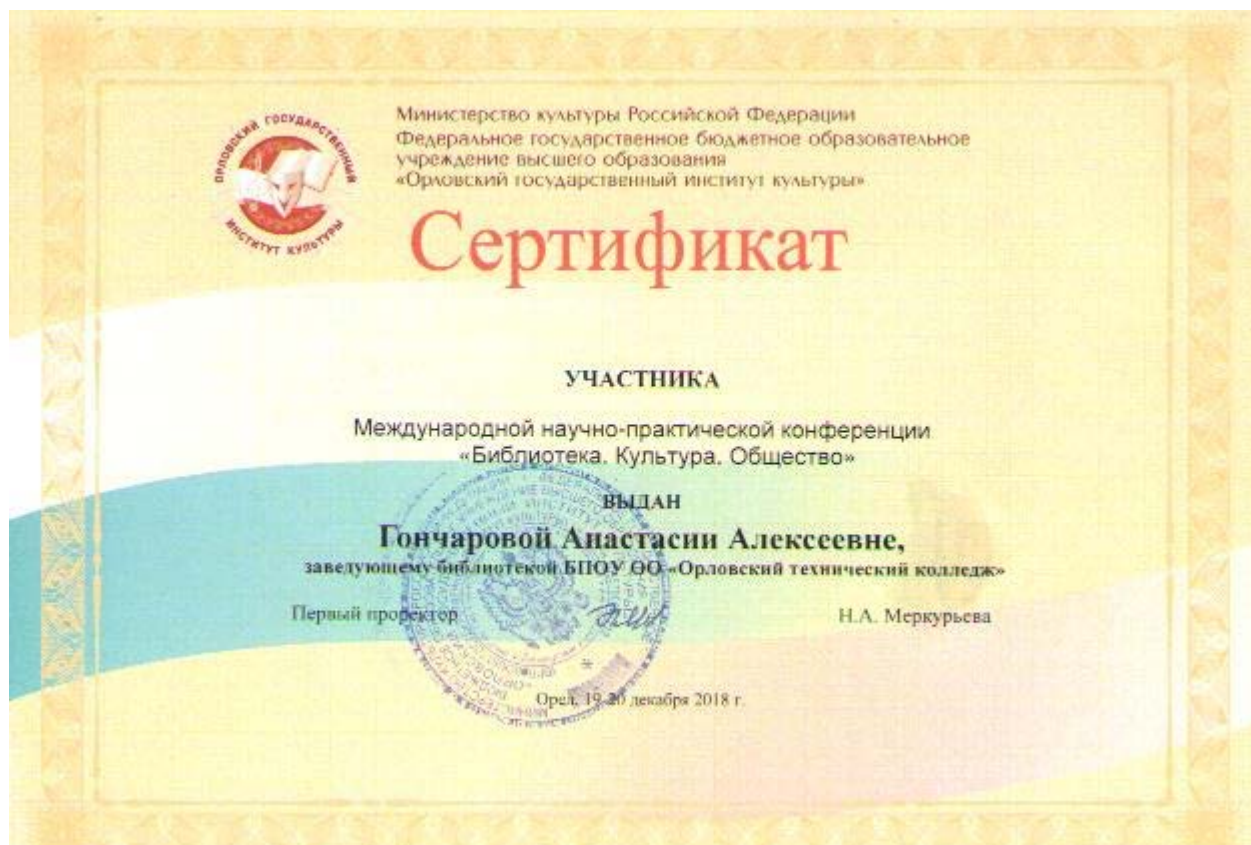 ОРЛОВСКИЙ ГОСУДАРСТВЕННЫЙ
ИНСТИТУТ КУЛЬТУРЫ
Министерство культуры Российской Федерации
Федеральное государственное бюджетное образовательное
учреждение высшего образования
«Орловский государственный институт культуры»
Сертификат
УЧАСТНИКА
Международной научно-практической конференции
«Библиотека. Культура. Общество»
ВЫДАН
Гончаровой Анастасии Алексеевне,
заведующему библиотекой БПОУ ОО «Орловский технический колледж»
Первый проректор
Н.А. Меркурьева
Орел, 19-20 декабря 2018 г.